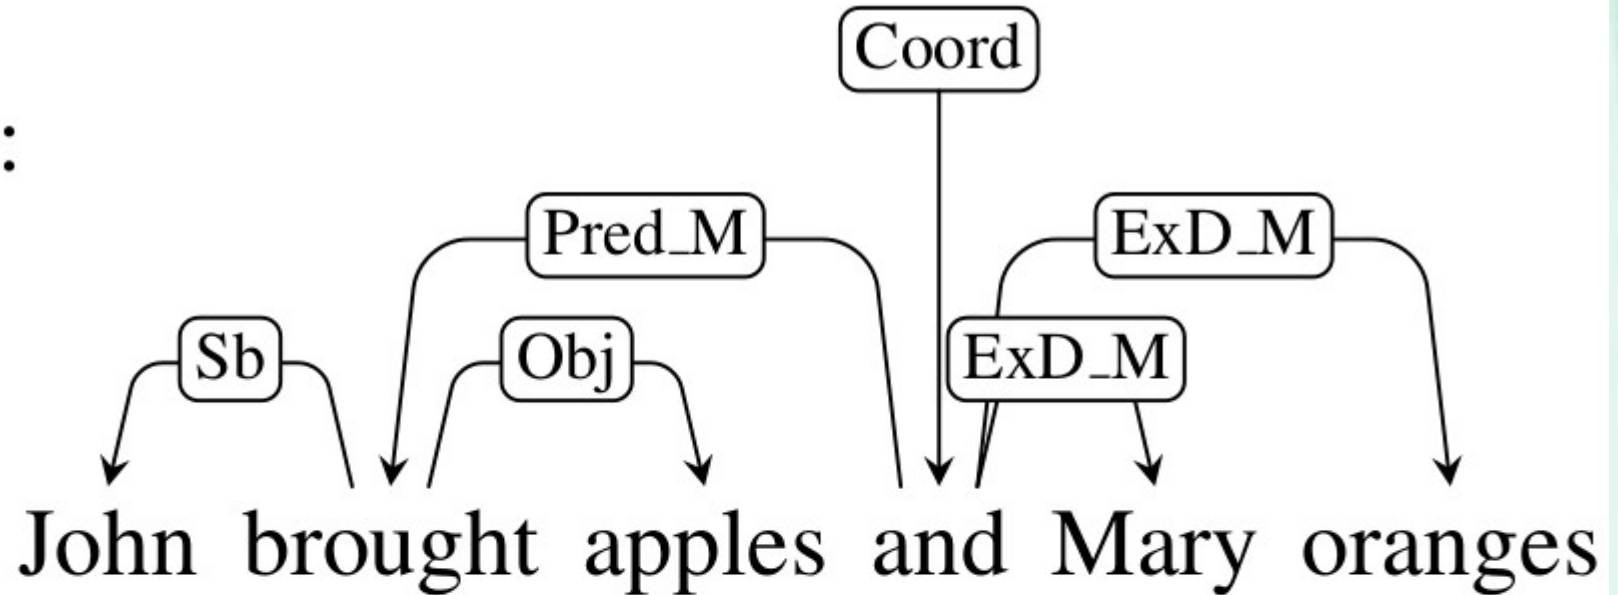 Coord
:
Pred_M ExD_M
Sb Obj ExD_M
John brought apples and Mary oranges